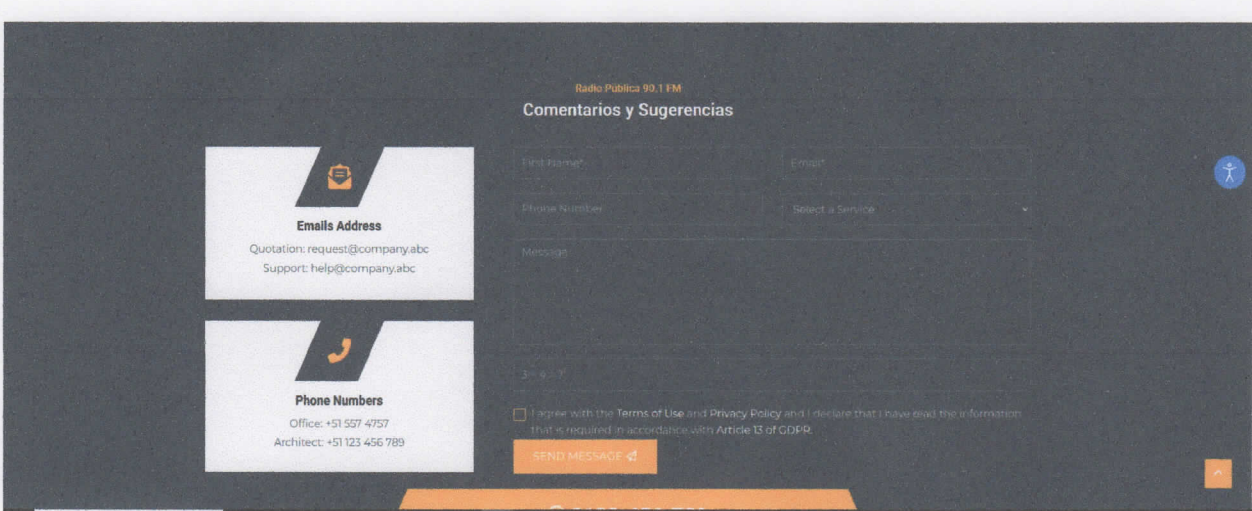 Radio Pública 90.1 FM
Comentarios y Sugerencias
Emails Address
Quotation: request@company.abc
Support: help@company.abc
Phone Numbers
Office: +51 557 4757
Architect: +51 123 456 789
First Name*
Email*
Phone Number
Select a Service
Message
I agree with the Terms of Use and Privacy Policy and I declare that I have read the information
that is required in accordance with Article 13 of GDPR.
SEND MESSAGE